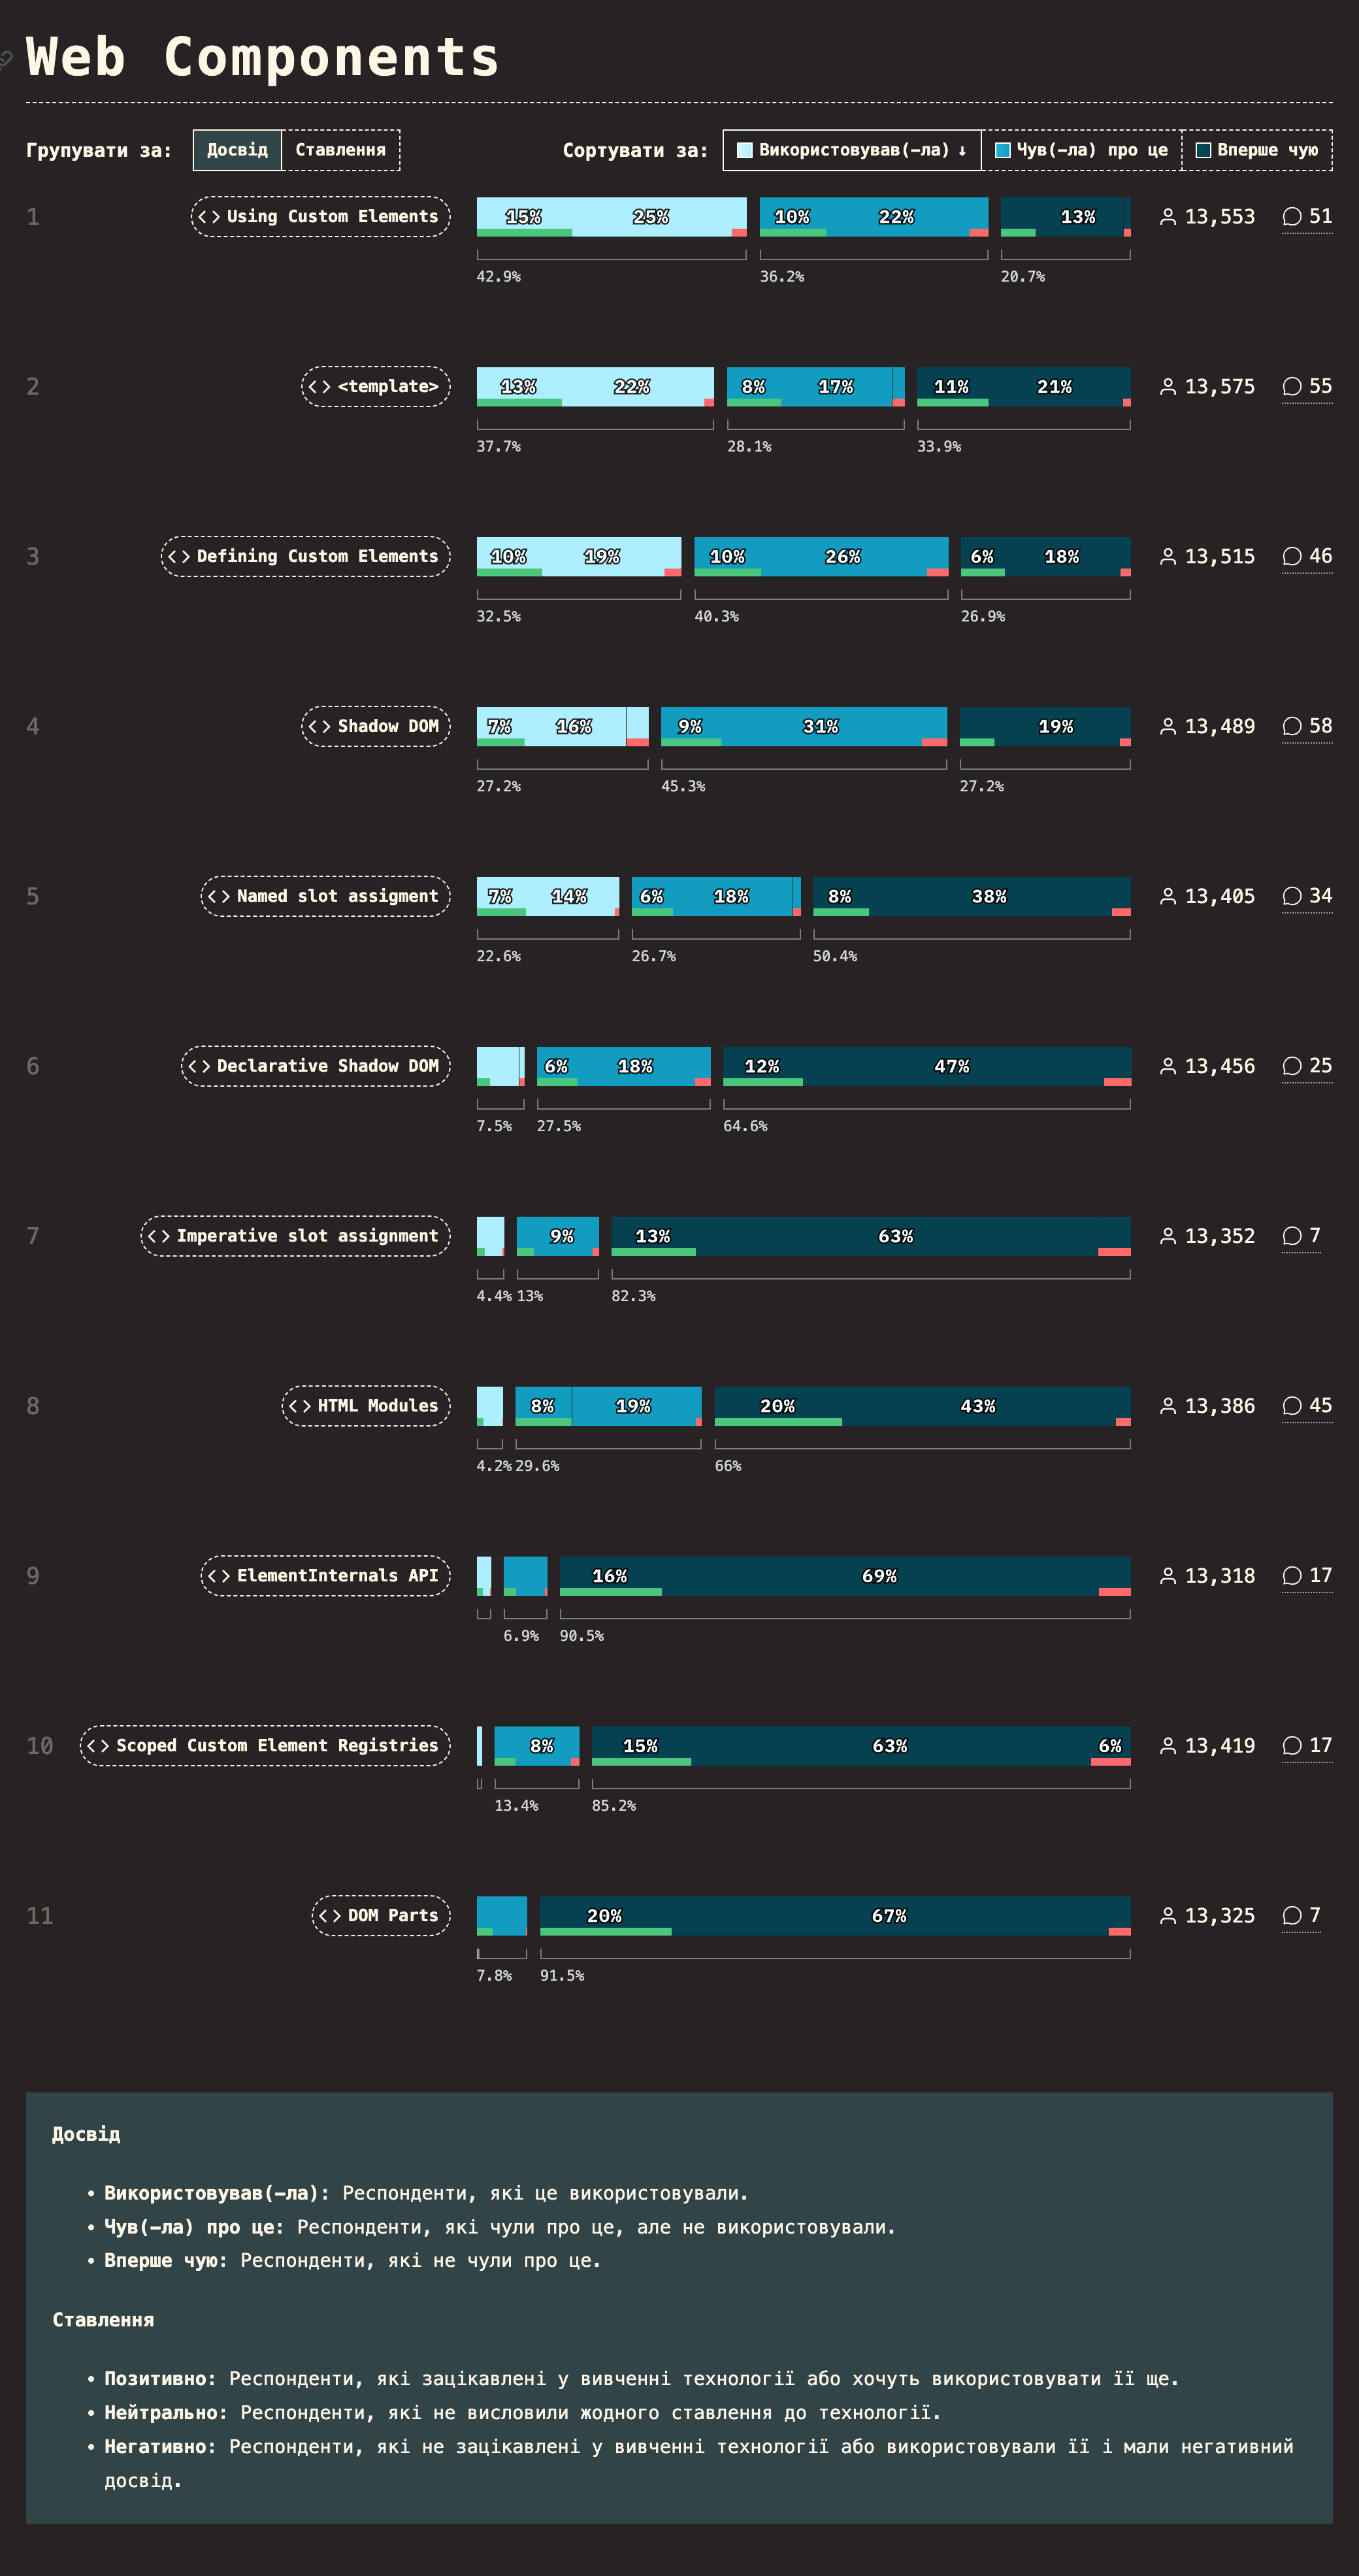 Web Components
Групувати за: Досвід Ставлення Сортувати за: Використовував(-ла) ↓ Чув(-ла) про це Вперше чую
1 <> Using Custom Elements 15% 25% 10% 22% 13% 13,553 51
42.9% 36.2% 20.7%
2 <> <template> 13% 22% 8% 17% 11% 21% 13,575 55
37.7% 28.1% 33.9%
3 <> Defining Custom Elements 10% 19% 10% 26% 6% 18% 13,515 46
32.5% 40.3% 26.9%
4 <> Shadow DOM 7% 16% 9% 31% 19% 13,489 58
27.2% 45.3% 27.2%
5 <> Named slot assigment 7% 14% 6% 18% 8% 38% 13,405 34
22.6% 26.7% 50.4%
6 <> Declarative Shadow DOM 6% 18% 12% 47% 13,456 25
7.5% 27.5% 64.6%
7 <> Imperative slot assignment 9% 13% 63% 13,352 7
4.4% 13% 82.3%
8 <> HTML Modules 8% 19% 20% 43% 13,386 45
4.2% 29.6% 66%
9 <> ElementInternals API 16% 69% 13,318 17
6.9% 90.5%
10 <> Scoped Custom Element Registries 8% 15% 63% 6% 13,419 17
13.4% 85.2%
11 <> DOM Parts 20% 67% 13,325 7
7.8% 91.5%
Досвід
• Використовував(-ла): Респонденти, які це використовували.
• Чув(-ла) про це: Респонденти, які чули про це, але не використовували.
• Вперше чую: Респонденти, які не чули про це.
Ставлення
• Позитивно: Респонденти, які зацікавлені у вивченні технології або хочуть використовувати її ще.
• Нейтрально: Респонденти, які не висловили жодного ставлення до технології.
• Негативно: Респонденти, які не зацікавлені у вивченні технології або використовували її і мали негативний
досвід.